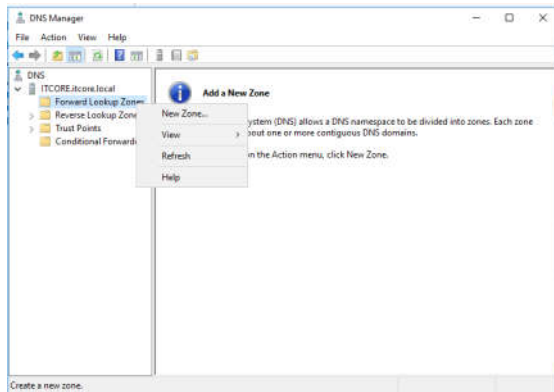 DNS Manager
File Action View Help
DNS
ITCORE.itcore.local
Forward Lookup Zones
Reverse Lookup Zone
Trust Points
Conditional Forward
Add a New Zone
New Zone...
View
Refresh
Help
ystem (DNS) allows a DNS namespace to be divided into zones. Each zone
out one or more contiguous DNS domains.
n the Action menu, click New Zone.
Create a new zone.